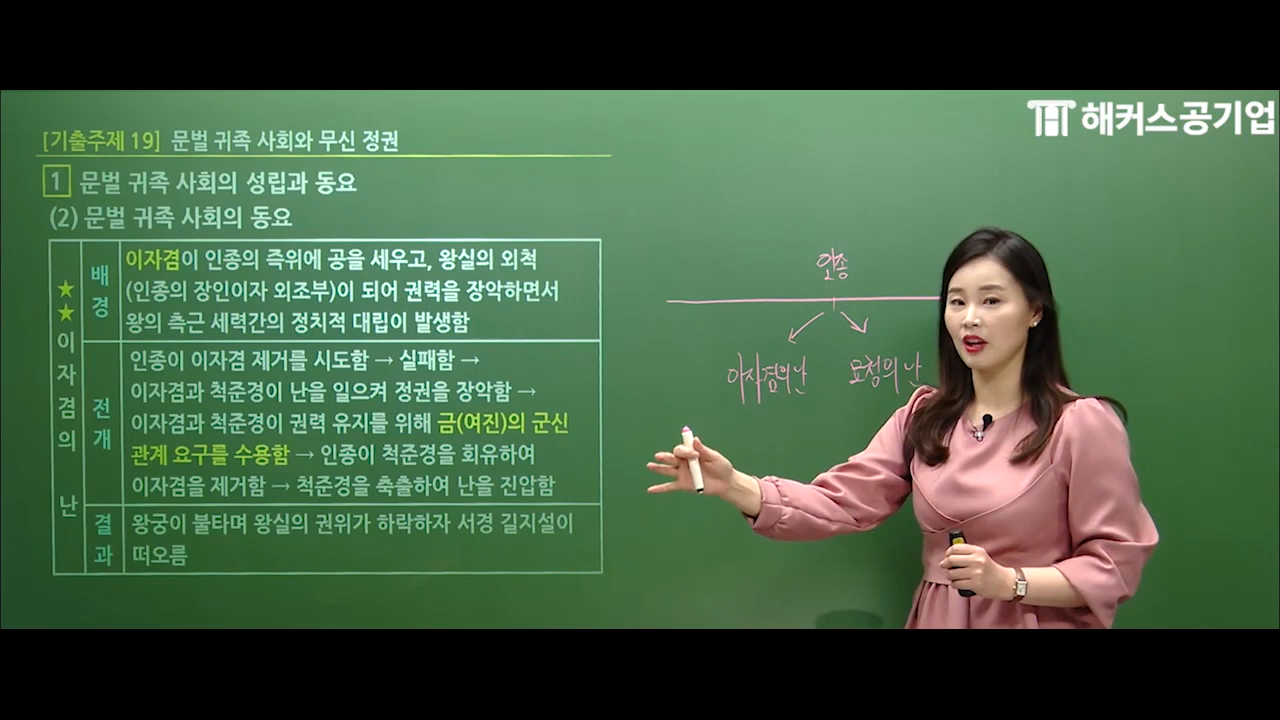 해커스공기업
[기출주제 19] 문벌 귀족 사회와 무신 정권
1 문벌 귀족 사회의 성립과 동요
(2) 문벌 귀족 사회의 동요
★★이자겸의 난
배경
이자겸이 인종의 즉위에 공을 세우고, 왕실의 외척
(인종의 장인이자 외조부)이 되어 권력을 장악하면서
왕의 측근 세력간의 정치적 대립이 발생함
전개
인종이 이자겸 제거를 시도함 → 실패함 →
이자겸과 척준경이 난을 일으켜 정권을 장악함 →
이자겸과 척준경이 권력 유지를 위해 금(여진)의 군신
관계 요구를 수용함 → 인종이 척준경을 회유하여
이자겸을 제거함 → 척준경을 축출하여 난을 진압함
결과
왕궁이 불타며 왕실의 권위가 하락하자 서경 길지설이
떠오름
인종
이자겸의 난
묘청의 난